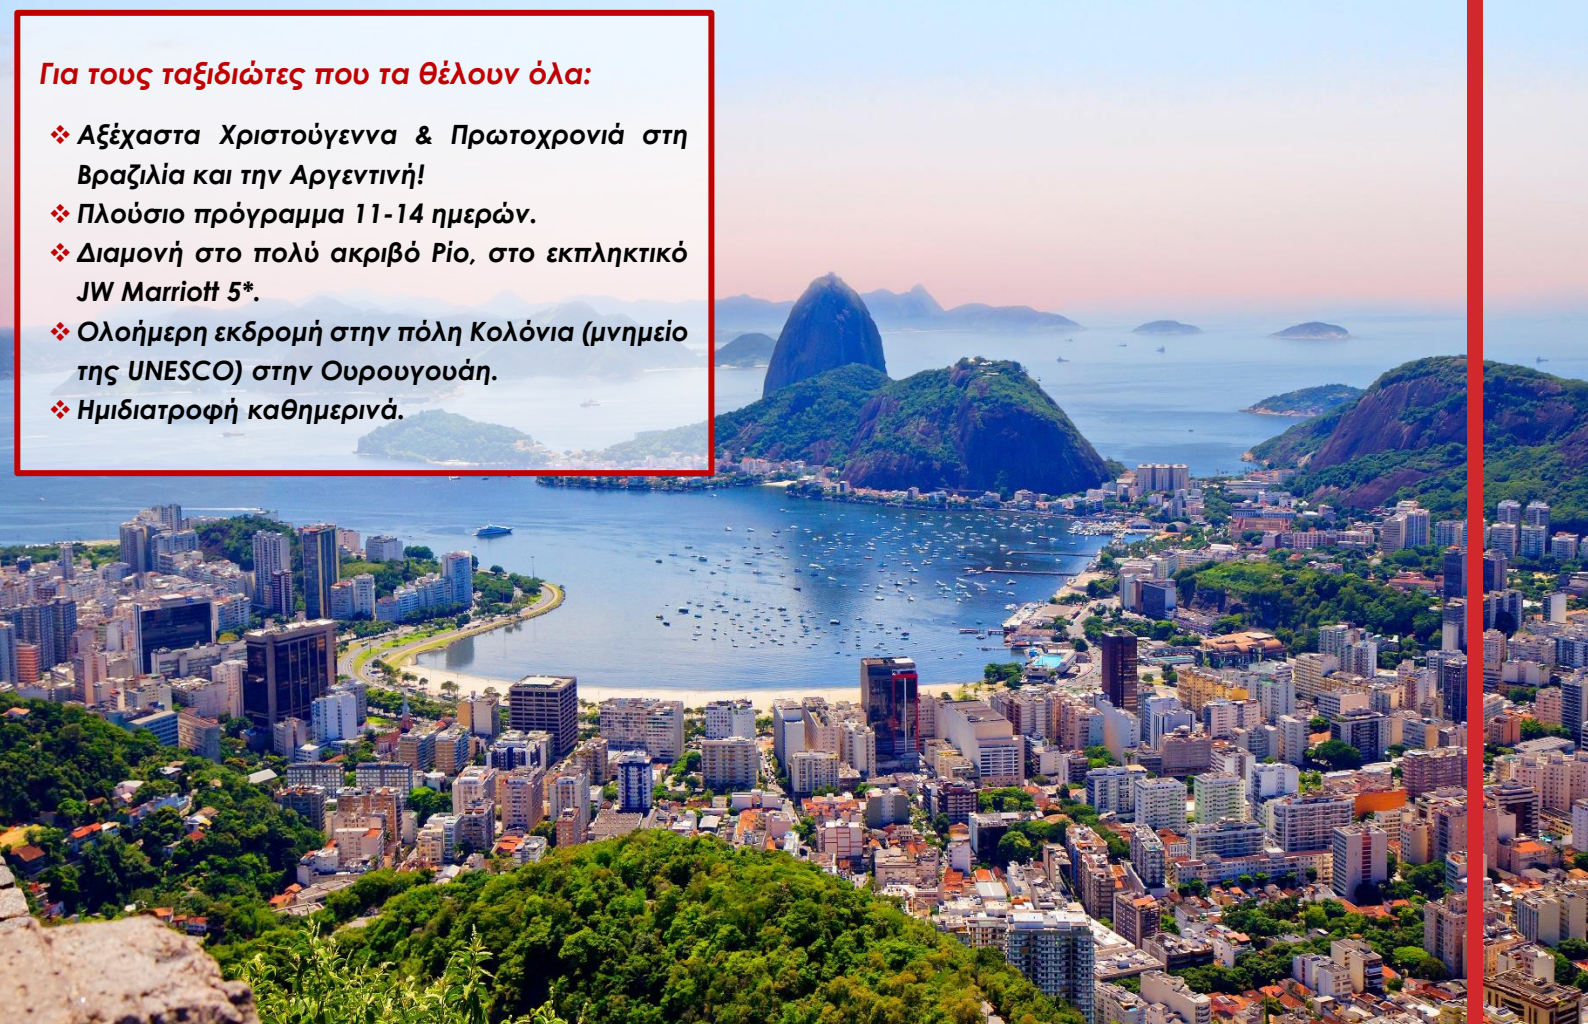 Για τους ταξιδιώτες που τα θέλουν όλα:
❖ Αξέχαστα Χριστούγεννα & Πρωτοχρονιά στη
Βραζιλία και την Αργεντινή!
❖ Πλούσιο πρόγραμμα 11-14 ημερών.
❖ Διαμονή στο πολύ ακριβό Ρίο, στο εκπληκτικό
JW Marriott 5*.
❖ Ολοήμερη εκδρομή στην πόλη Κολόνια (μνημείο
της UNESCO) στην Ουρουγουάη.
❖ Ημιδιατροφή καθημερινά.